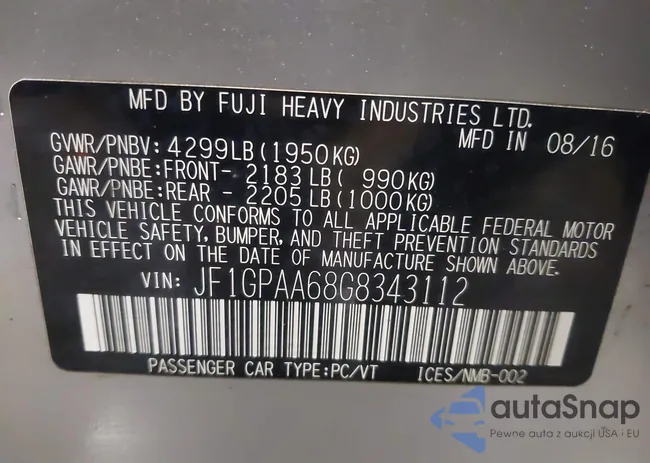 MFD BY FUJI HEAVY INDUSTRIES LTD.
GVWR/PNBV: 4299LB (1950KG) MFD IN 08/16
GAWR/PNBE:FRONT- 2183LB( 990KG)
GAWR/PNBE:REAR - 2205LB(1000KG)
THIS VEHICLE CONFORMS TO ALL APPLICABLE FEDERAL MOTOR
VEHICLE SAFETY, BUMPER, AND THEFT PREVENTION STANDARDS
IN EFFECT ON THE DATE OF MANUFACTURE SHOWN ABOVE.
VIN: JF1GPAA68G8343112
PASSENGER CAR TYPE:PC/VT ICES/NMB-002
autaSnap
Pewne auta z aukcji USA i EU